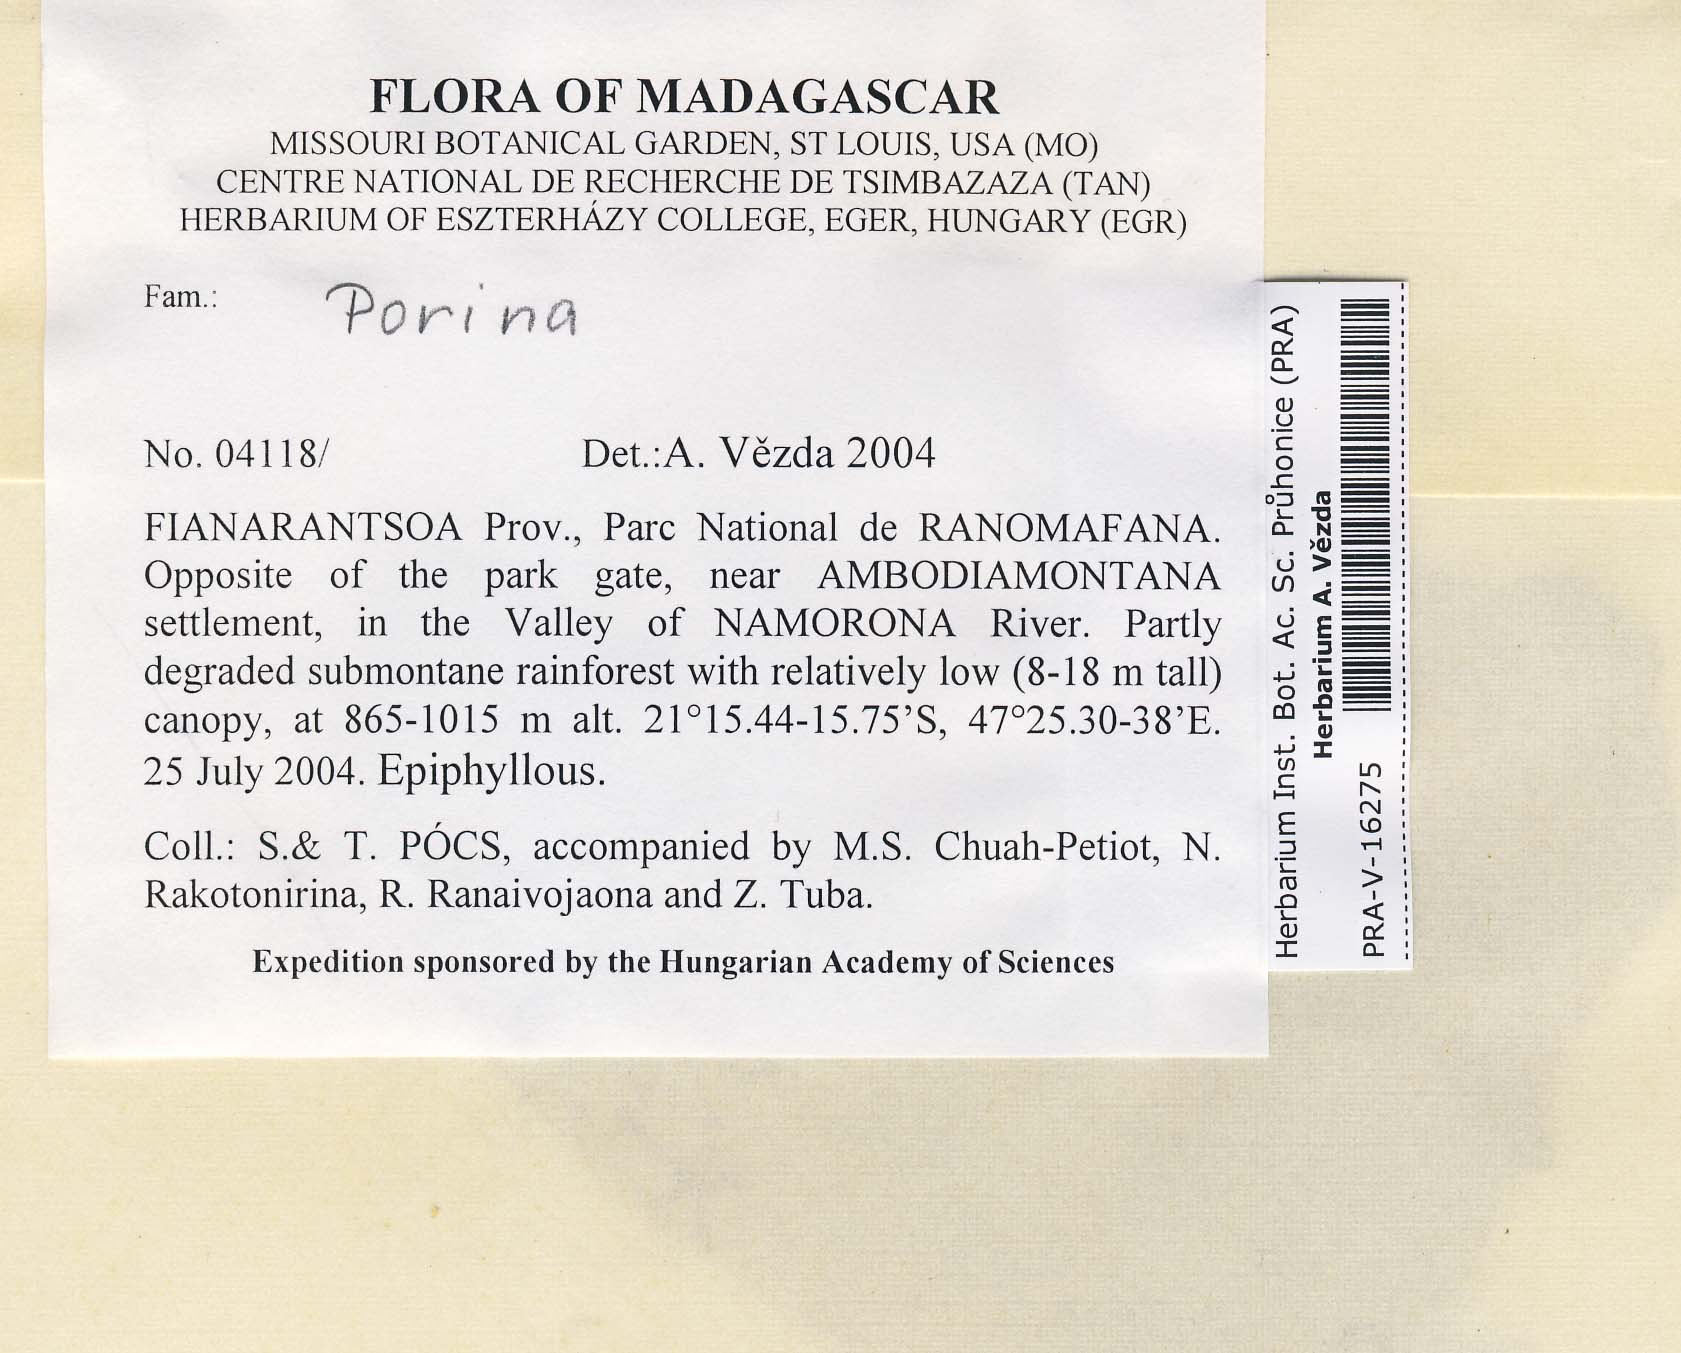 FLORA OF MADAGASCAR
MISSOURI BOTANICAL GARDEN, ST LOUIS, USA (MO)
CENTRE NATIONAL DE RECHERCHE DE TSIMBAZAZA (TAN)
HERBARIUM OF ESZTERHÁZY COLLEGE, EGER, HUNGARY (EGR)
Fam.: Porina
No. 04118/ Det.:A. Vězda 2004
FIANARANTSOA Prov., Parc National de RANOMAFANA.
Opposite of the park gate, near AMBODIAMONTANA
settlement, in the Valley of NAMORONA River. Partly
degraded submontane rainforest with relatively low (8-18 m tall)
canopy, at 865-1015 m alt. 21°15.44-15.75’S, 47°25.30-38’E.
25 July 2004. Epiphyllous.
Coll.: S.& T. PÓCS, accompanied by M.S. Chuah-Petiot, N.
Rakotonirina, R. Ranaivojaona and Z. Tuba.
Expedition sponsored by the Hungarian Academy of Sciences
Herbarium Inst. Bot. Ac. Sc. Průhonice (PRA)
Herbarium A. Vězda
PRA-V-16275